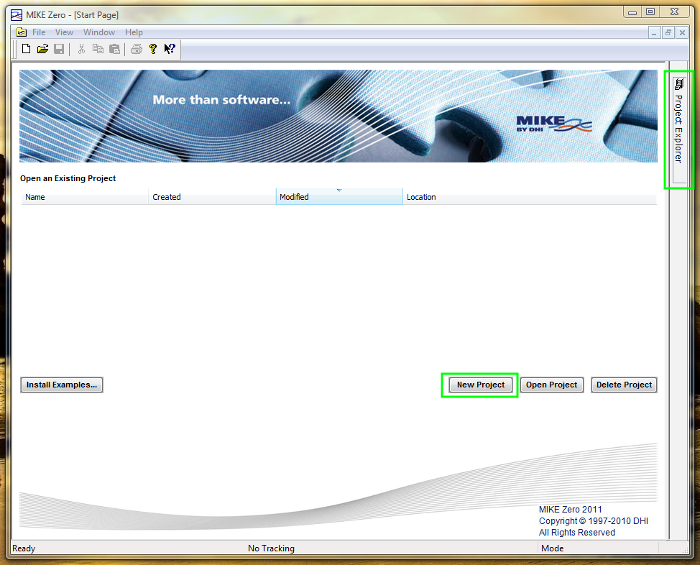 MIKE Zero - [Start Page]
File View Window Help
More than software...
MIKE
BY DHI
Project Explorer
Open an Existing Project
Name Created Modified Location
Install Examples... New Project Open Project Delete Project
MIKE Zero 2011
Copyright © 1997-2010 DHI
All Rights Reserved
Ready No Tracking Mode